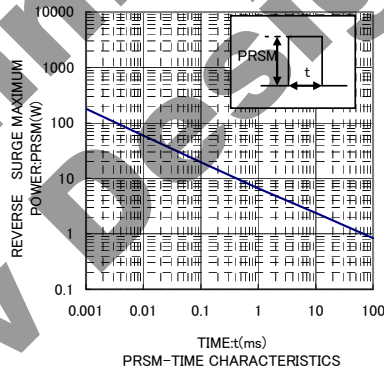 10000
1000
100
10
1
0.1
REVERSE SURGE MAXIMUM
POWER:PRSM(W)
PRSM
t
0.001 0.01 0.1 1 10 100
TIME:t(ms)
PRSM-TIME CHARACTERISTICS